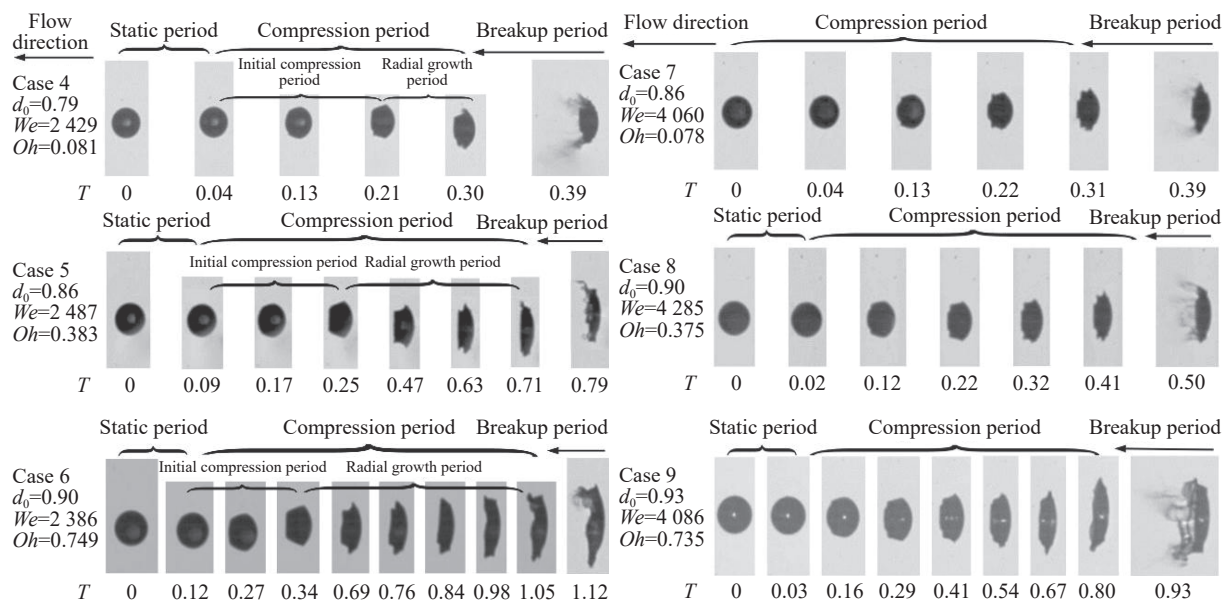 Flow direction
Static period
Compression period
Breakup period
Initial compression period
Radial growth period
Case 4
d₀=0.79
We=2 429
Oh=0.081
T 0 0.04 0.13 0.21 0.30 0.39
Static period
Compression period
Breakup period
Initial compression period
Radial growth period
Case 5
d₀=0.86
We=2 487
Oh=0.383
T 0 0.09 0.17 0.25 0.47 0.63 0.71 0.79
Static period
Compression period
Breakup period
Initial compression period
Radial growth period
Case 6
d₀=0.90
We=2 386
Oh=0.749
T 0 0.12 0.27 0.34 0.69 0.76 0.84 0.98 1.05 1.12
Flow direction
Compression period
Breakup period
Case 7
d₀=0.86
We=4 060
Oh=0.078
T 0 0.04 0.13 0.22 0.31 0.39
Static period
Compression period
Breakup period
Case 8
d₀=0.90
We=4 285
Oh=0.375
T 0 0.02 0.12 0.22 0.32 0.41 0.50
Static period
Compression period
Breakup period
Case 9
d₀=0.93
We=4 086
Oh=0.735
T 0 0.03 0.16 0.29 0.41 0.54 0.67 0.80 0.93